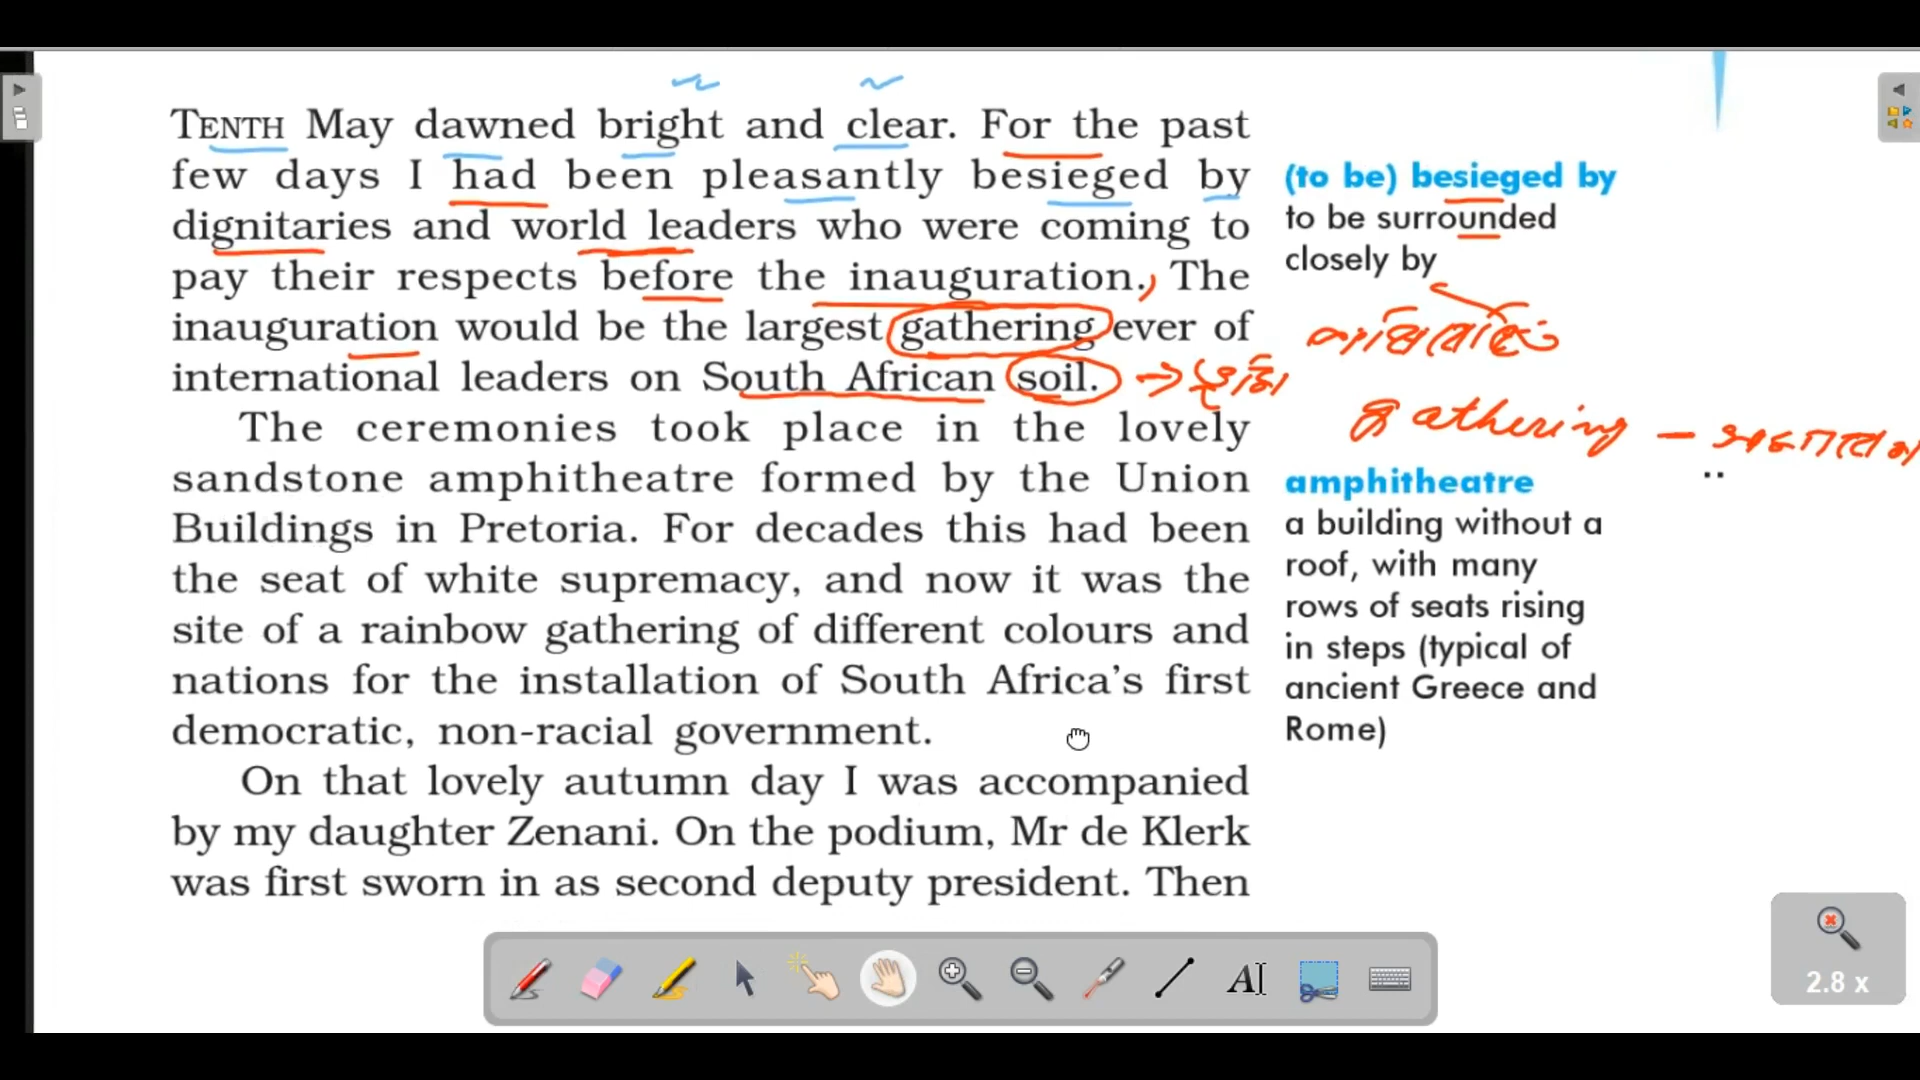 TENTH May dawned bright and clear. For the past
few days I had been pleasantly besieged by
dignitaries and world leaders who were coming to
pay their respects before the inauguration. The
inauguration would be the largest gathering ever of
international leaders on South African soil.
The ceremonies took place in the lovely
sandstone amphitheatre formed by the Union
Buildings in Pretoria. For decades this had been
the seat of white supremacy, and now it was the
site of a rainbow gathering of different colours and
nations for the installation of South Africa's first
democratic, non-racial government.
On that lovely autumn day I was accompanied
by my daughter Zenani. On the podium, Mr de Klerk
was first sworn in as second deputy president. Then
(to be) besieged by
to be surrounded
closely by
gathering –
amphitheatre
a building without a
roof, with many
rows of seats rising
in steps (typical of
ancient Greece and
Rome)
AI
2.8 x